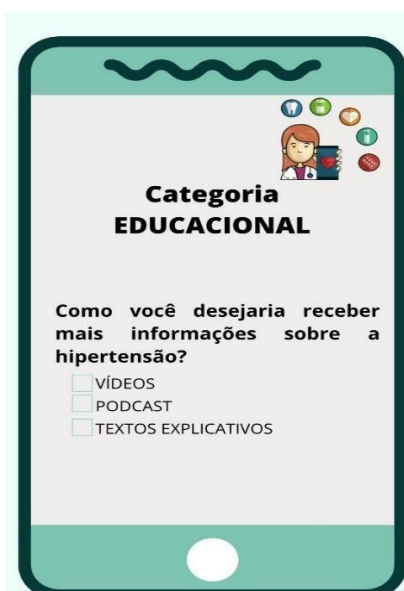 Categoria
EDUCACIONAL
Como você desejaria receber
mais informações sobre a
hipertensão?
VÍDEOS
PODCAST
TEXTOS EXPLICATIVOS